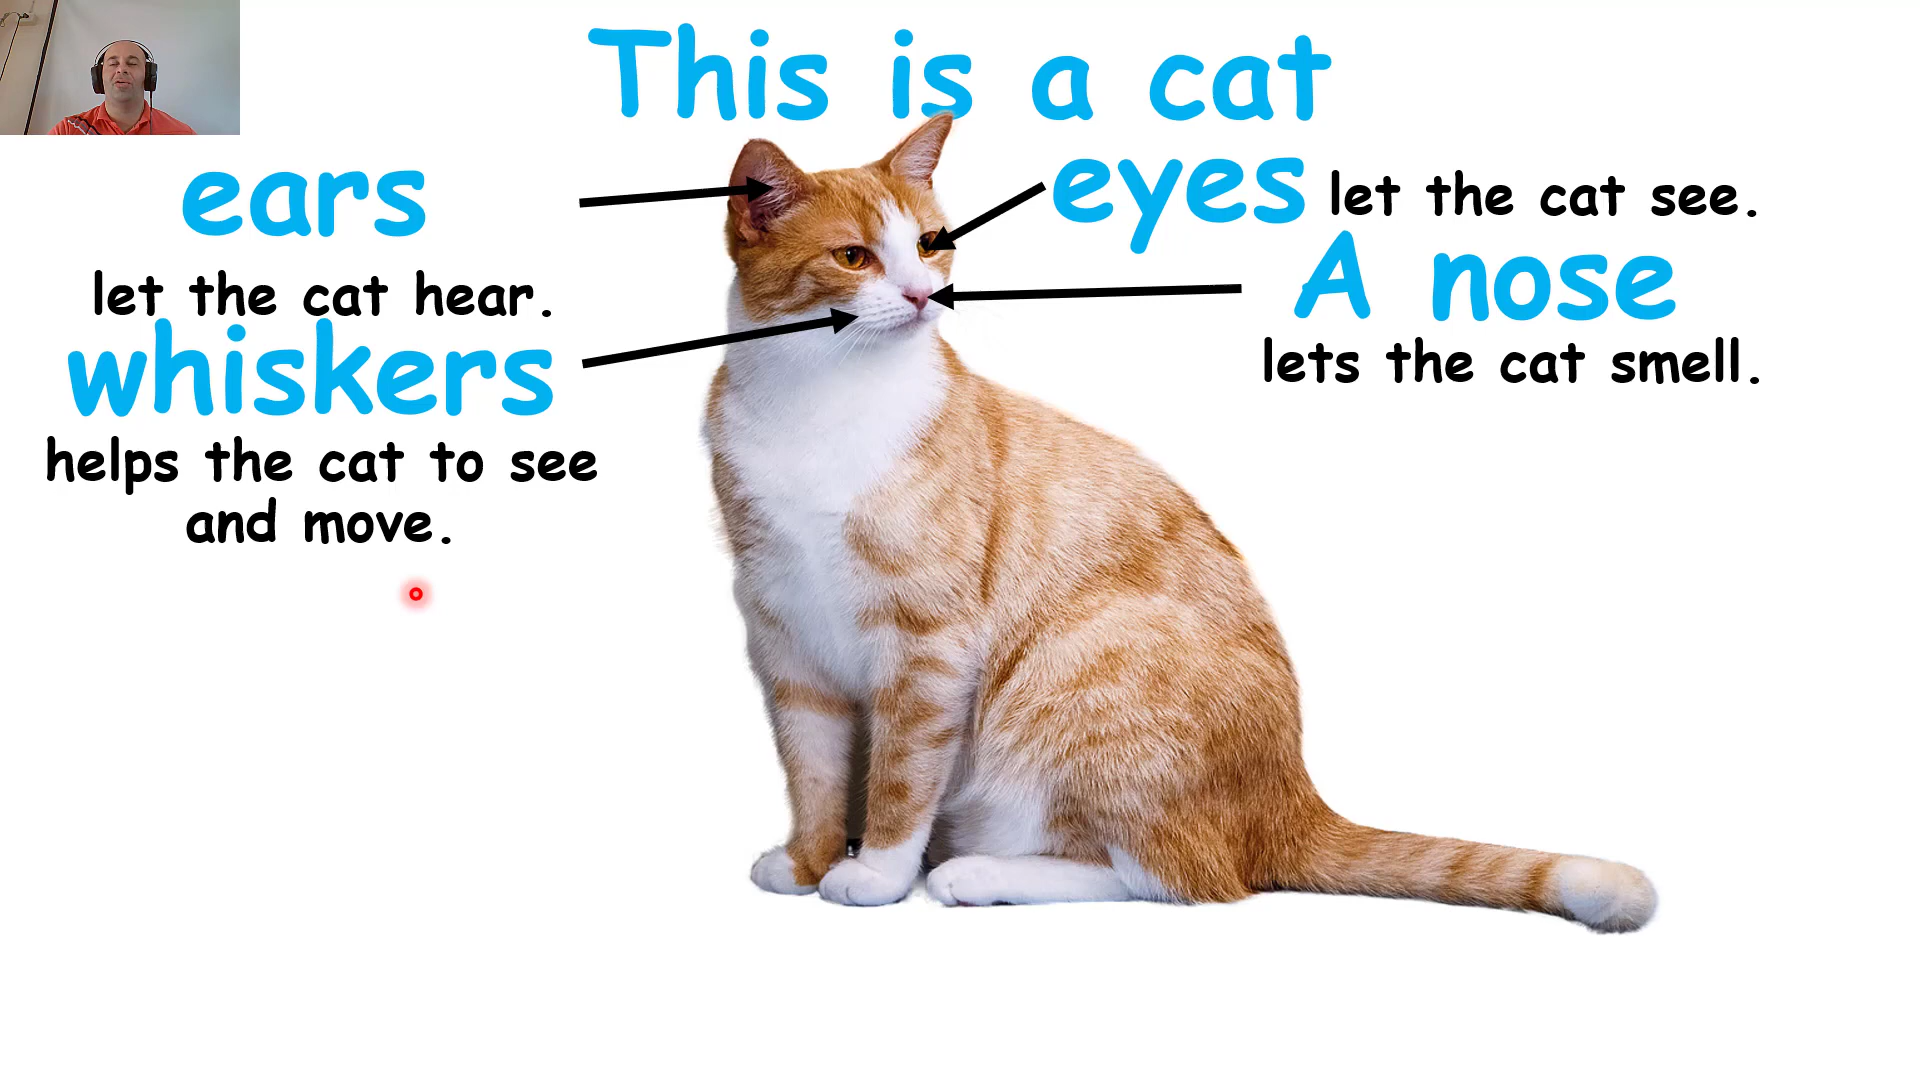 This is a cat
ears
let the cat hear.
whiskers
helps the cat to see
and move.
eyes let the cat see.
A nose
lets the cat smell.